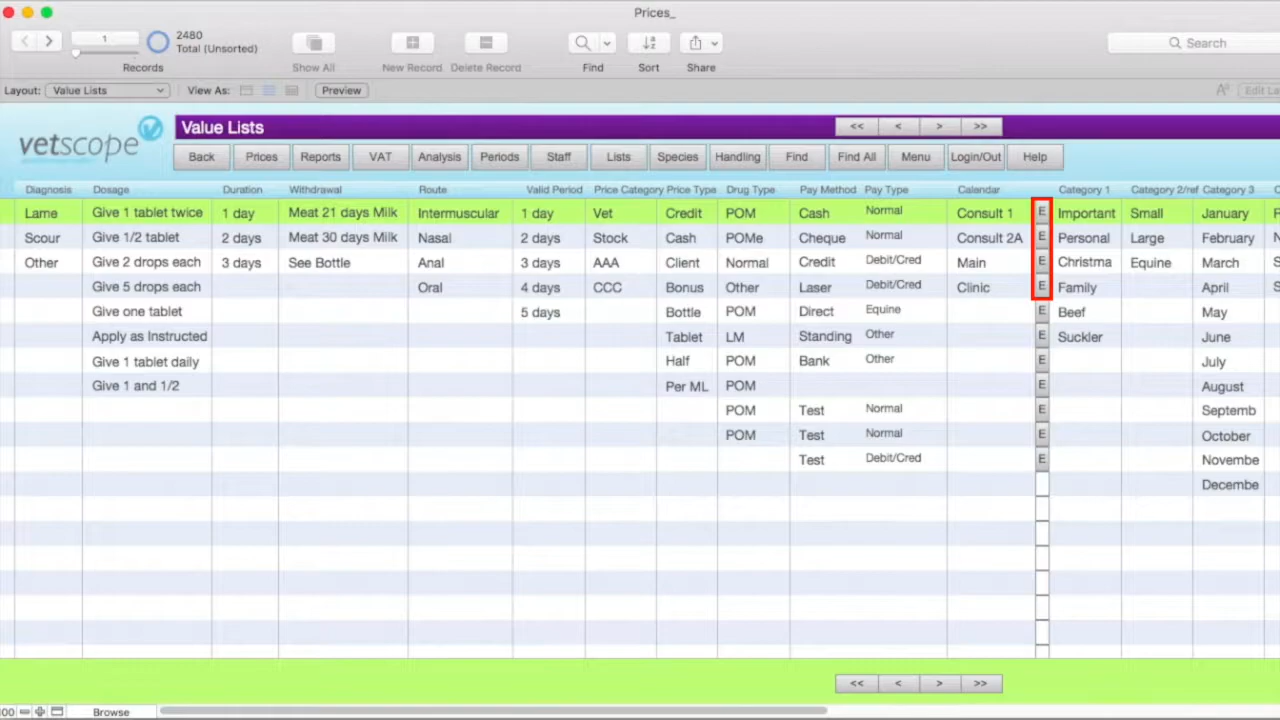 Prices_
1
2480
Total (Unsorted)
Records
Show All
New Record
Delete Record
Find
Sort
Share
Search
Layout: Value Lists View As: Preview
vetscope
Value Lists
<< < > >>
Back Prices Reports VAT Analysis Periods Staff Lists Species Handling Find Find All Menu Login/Out Help
Diagnosis Dosage Duration Withdrawal Route Valid Period Price Category Price Type Drug Type Pay Method Pay Type Calendar Category 1 Category 2/ref Category 3
Lame Give 1 tablet twice 1 day Meat 21 days Milk Intermuscular 1 day Vet Credit POM Cash Normal Consult 1 E Important Small January
Scour Give 1/2 tablet 2 days Meat 30 days Milk Nasal 2 days Stock Cash POMe Cheque Normal Consult 2A E Personal Large February
Other Give 2 drops each 3 days See Bottle Anal 3 days AAA Client Normal Credit Debit/Cred Main E Christma Equine March
Give 5 drops each Oral 4 days CCC Bonus Other Laser Debit/Cred Clinic E Family April
Give one tablet 5 days Bottle POM Direct Equine E Beef May
Apply as Instructed Tablet LM Standing Other E Suckler June
Give 1 tablet daily Half POM Bank Other E July
Give 1 and 1/2 Per ML POM E August
POM Test Normal E Septemb
POM Test Normal E October
Test Debit/Cred E Novembe
Decembe
<< < > >>
100 Browse